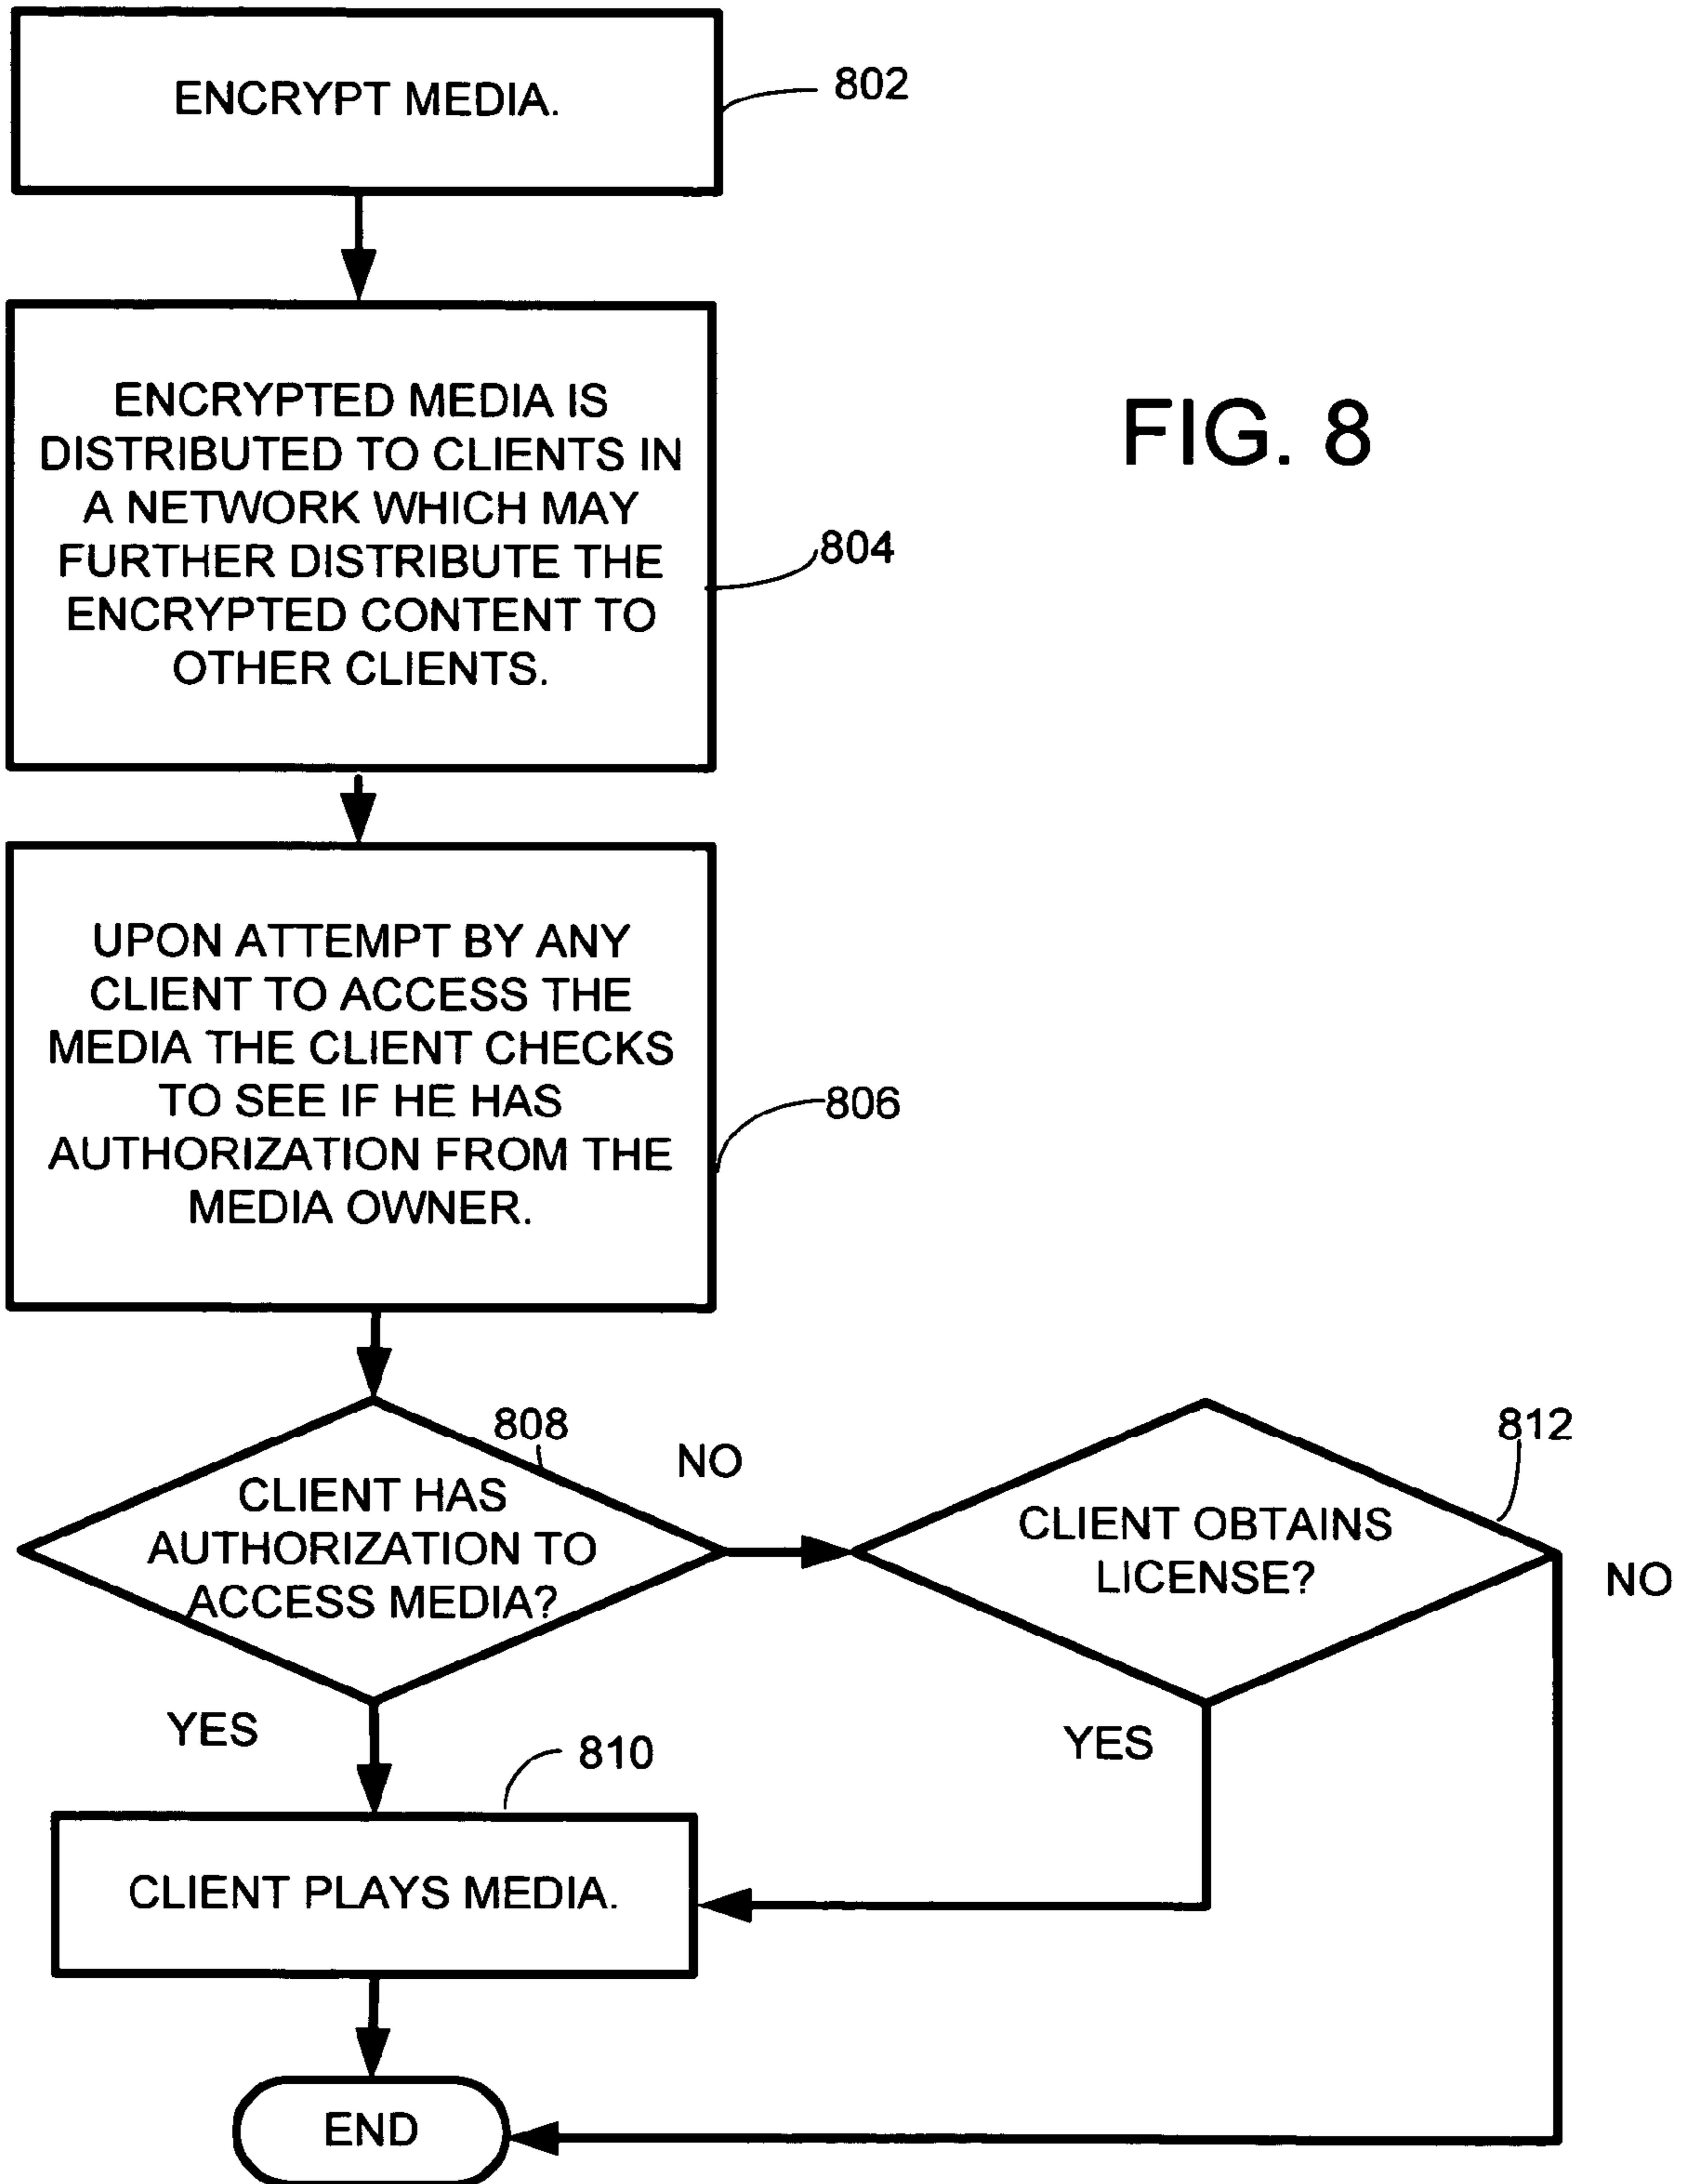 ENCRYPT MEDIA.
802
ENCRYPTED MEDIA IS
DISTRIBUTED TO CLIENTS IN
A NETWORK WHICH MAY
FURTHER DISTRIBUTE THE
ENCRYPTED CONTENT TO
OTHER CLIENTS.
804
FIG. 8
UPON ATTEMPT BY ANY
CLIENT TO ACCESS THE
MEDIA THE CLIENT CHECKS
TO SEE IF HE HAS
AUTHORIZATION FROM THE
MEDIA OWNER.
806
808
CLIENT HAS
AUTHORIZATION TO
ACCESS MEDIA?
NO
812
CLIENT OBTAINS
LICENSE?
NO
YES
YES
810
CLIENT PLAYS MEDIA.
END